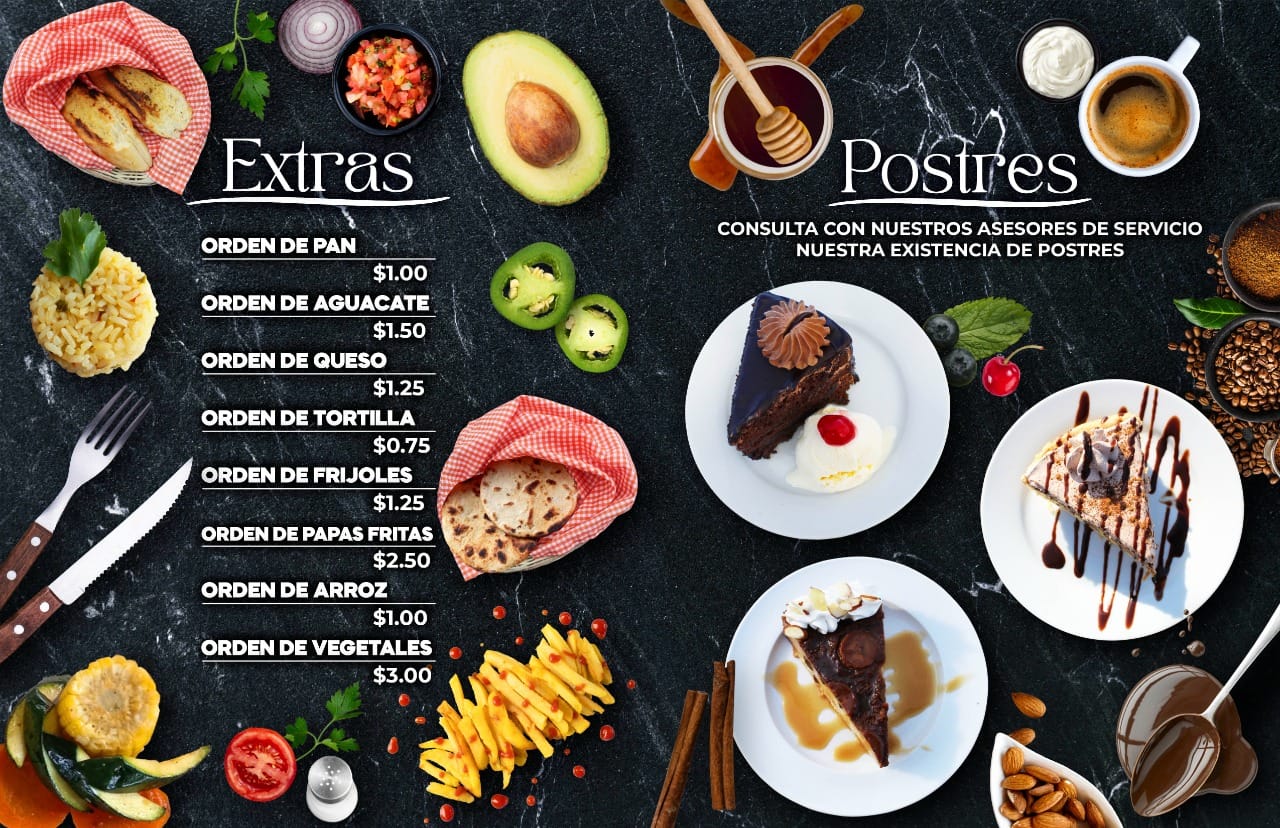 Extras
ORDEN DE PAN
$1.00
ORDEN DE AGUACATE
$1.50
ORDEN DE QUESO
$1.25
ORDEN DE TORTILLA
$0.75
ORDEN DE FRIJOLES
$1.25
ORDEN DE PAPAS FRITAS
$2.50
ORDEN DE ARROZ
$1.00
ORDEN DE VEGETALES
$3.00
Postres
CONSULTA CON NUESTROS ASESORES DE SERVICIO
NUESTRA EXISTENCIA DE POSTRES